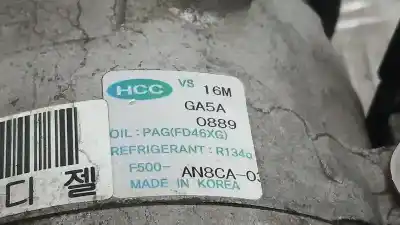 HCC VS 16M
GA5A
0889
OIL : PAG(FD46XG)
REFRIGERANT : R134a
F500- AN8CA-03
MADE IN KOREA
디젤